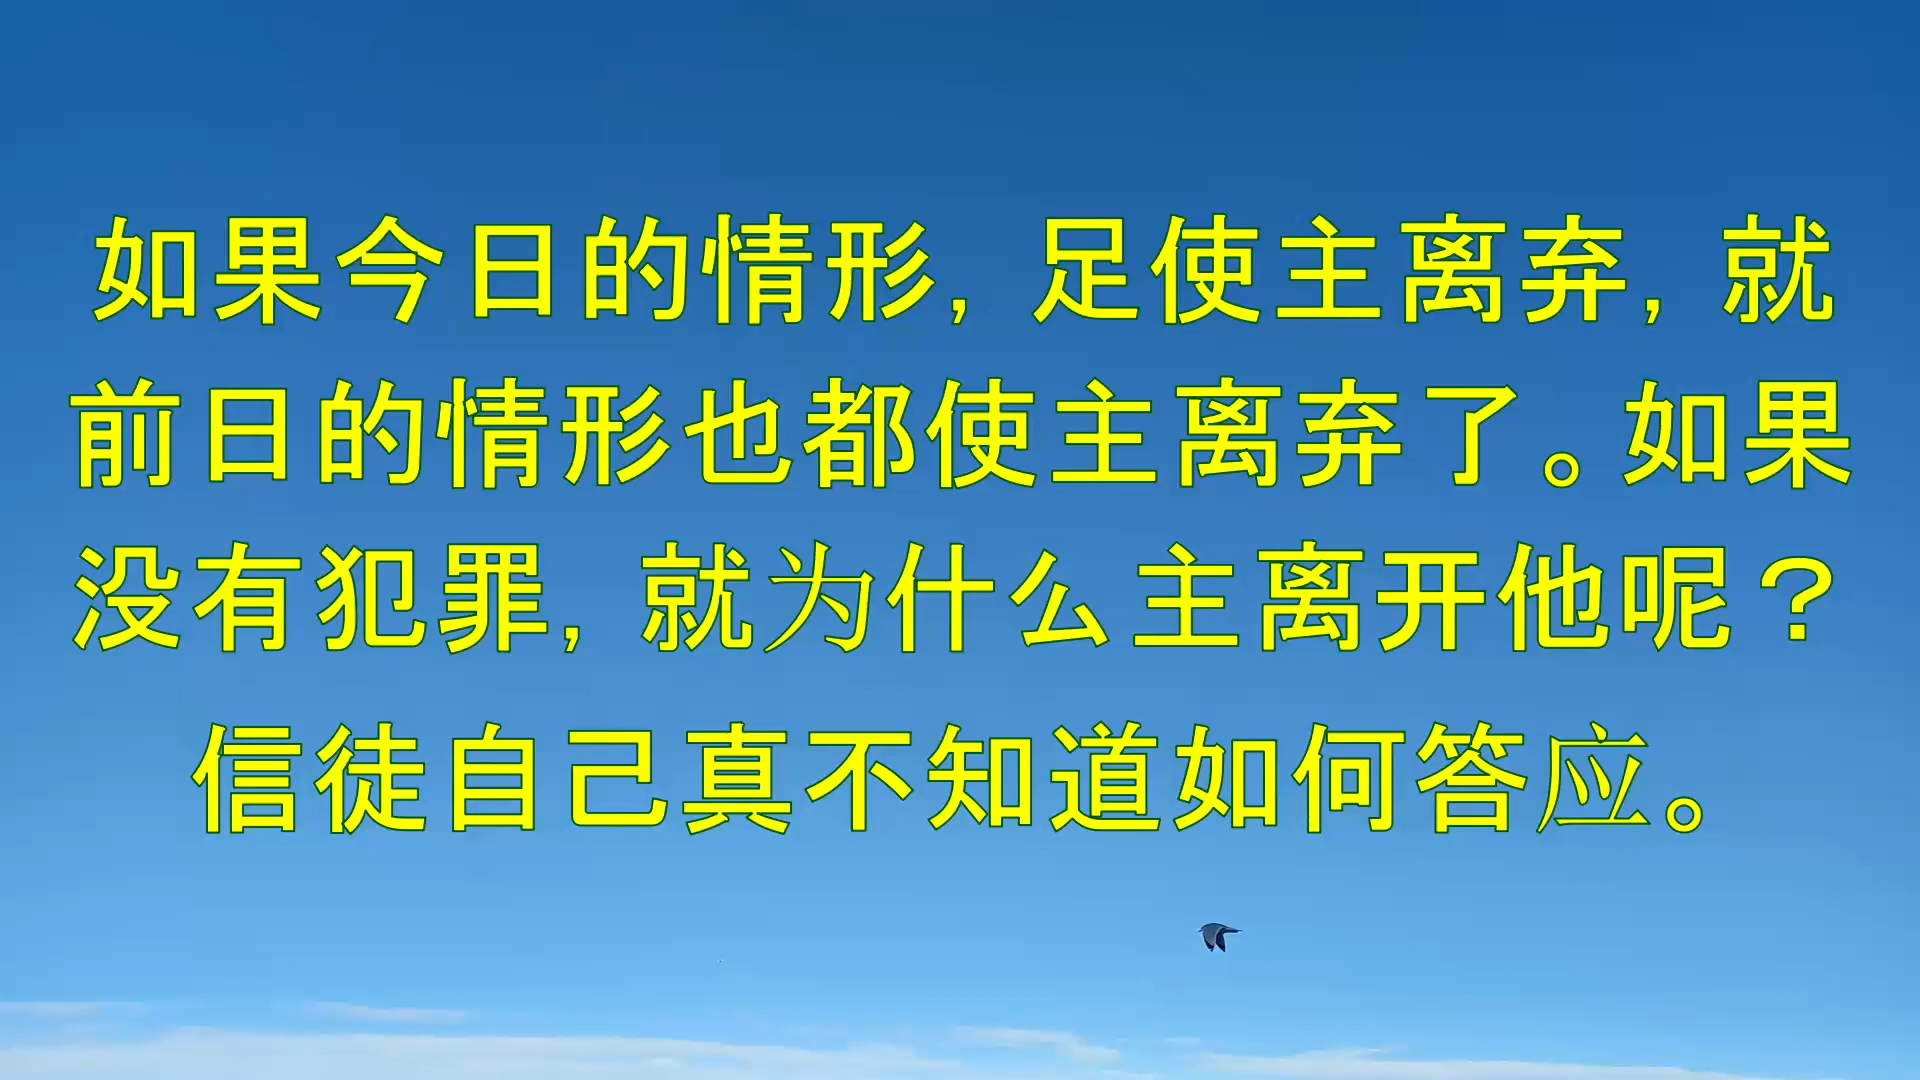 如果今日的情形，足使主离弃，就
前日的情形也都使主离弃了。如果
没有犯罪，就为什么主离开他呢？
信徒自己真不知道如何答应。